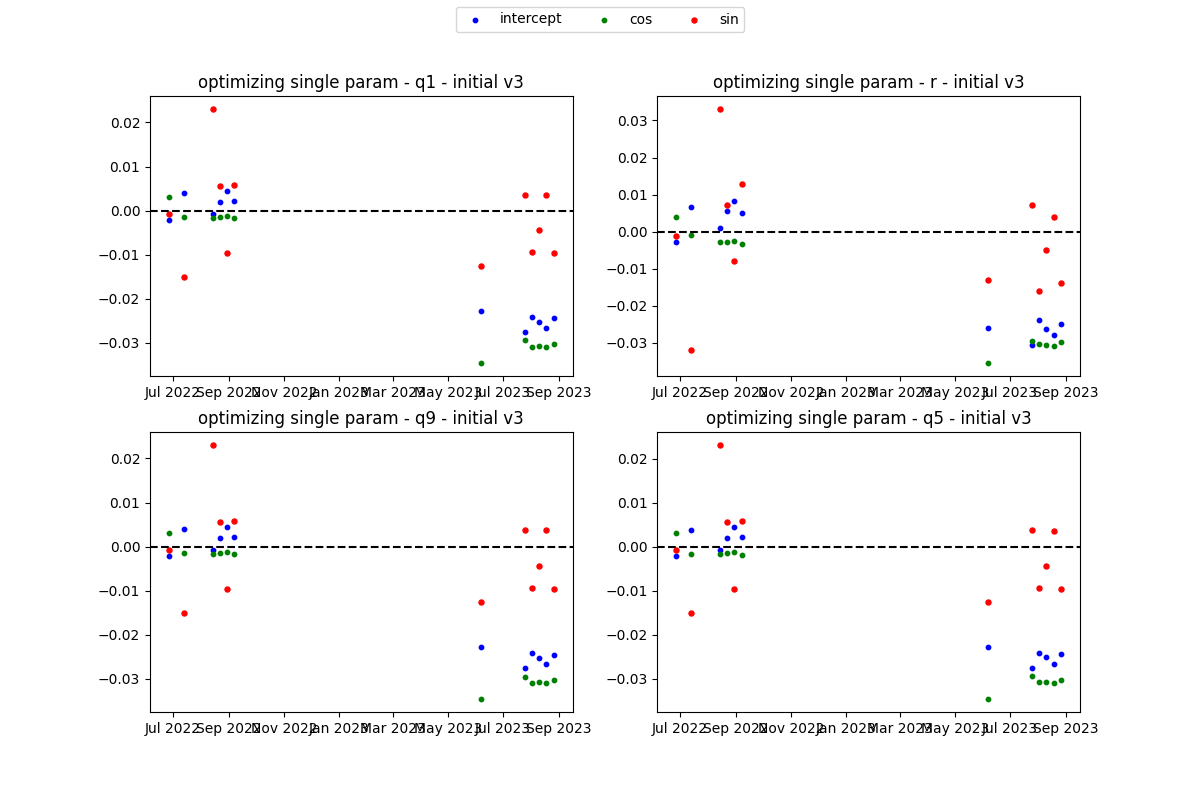 intercept cos sin
optimizing single param - q1 - initial v3
0.02
0.01
0.00
−0.01
−0.02
−0.03
Jul 2022 Sep 2022 Nov 2022 Jan 2023 Mar 2023 May 2023 Jul 2023 Sep 2023
optimizing single param - r - initial v3
0.03
0.02
0.01
0.00
−0.01
−0.02
−0.03
Jul 2022 Sep 2022 Nov 2022 Jan 2023 Mar 2023 May 2023 Jul 2023 Sep 2023
optimizing single param - q9 - initial v3
0.02
0.01
0.00
−0.01
−0.02
−0.03
Jul 2022 Sep 2022 Nov 2022 Jan 2023 Mar 2023 May 2023 Jul 2023 Sep 2023
optimizing single param - q5 - initial v3
0.02
0.01
0.00
−0.01
−0.02
−0.03
Jul 2022 Sep 2022 Nov 2022 Jan 2023 Mar 2023 May 2023 Jul 2023 Sep 2023